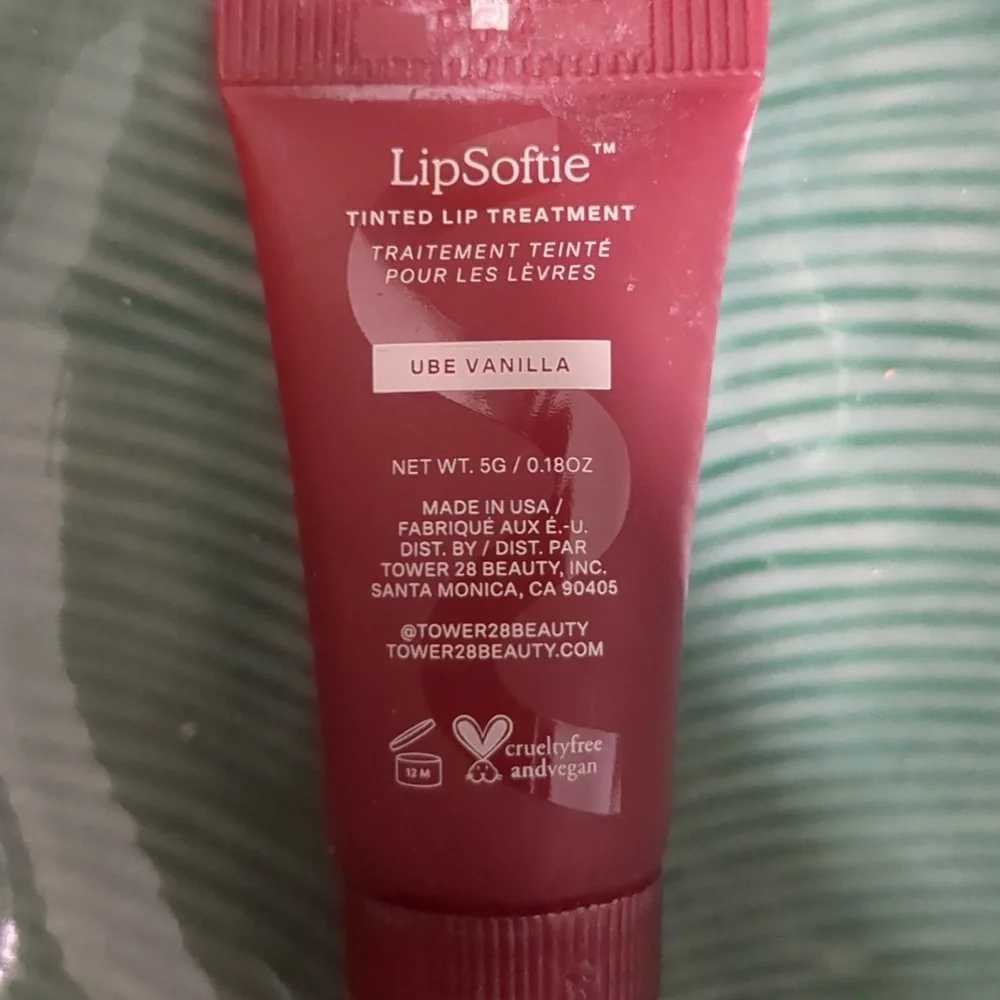 LipSoftie™
TINTED LIP TREATMENT
TRAITEMENT TEINTÉ
POUR LES LÈVRES
UBE VANILLA
NET WT. 5G / 0.18OZ
MADE IN USA /
FABRIQUÉ AUX É.-U.
DIST. BY / DIST. PAR
TOWER 28 BEAUTY, INC.
SANTA MONICA, CA 90405
@TOWER28BEAUTY
TOWER28BEAUTY.COM
12 M
crueltyfree
andvegan